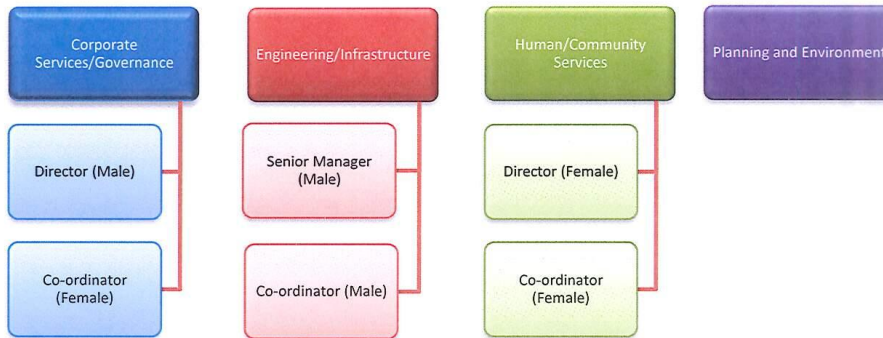 Corporate
Services/Governance
Engineering/Infrastructure
Human/Community
Services
Planning and Environment
Director (Male)
Senior Manager
(Male)
Director (Female)
Co-ordinator
(Female)
Co-ordinator (Male)
Co-ordinator
(Female)